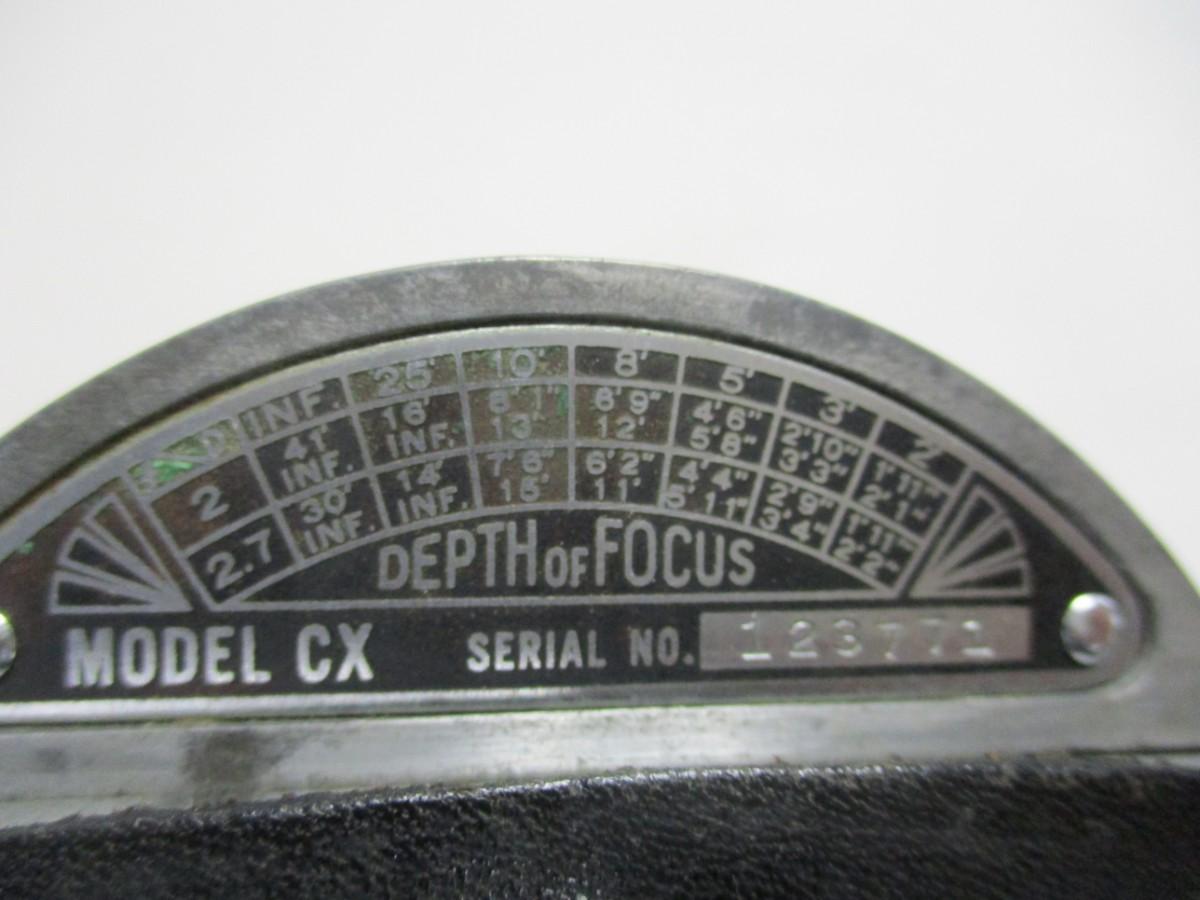 INF. 25' 10' 8' 5' 3' 2'
2 41' INF. 16' INF. 8'1" 13' 6'9" 12' 4'6" 5'8" 2'10" 3'3" 1'11" 2'1"
2.7 30' INF. 14' INF. 7'6" 15' 6'2" 11' 4'4" 5'11" 2'9" 3'4" 1'11" 2'2"
DEPTH OF FOCUS
MODEL CX SERIAL NO. 123771